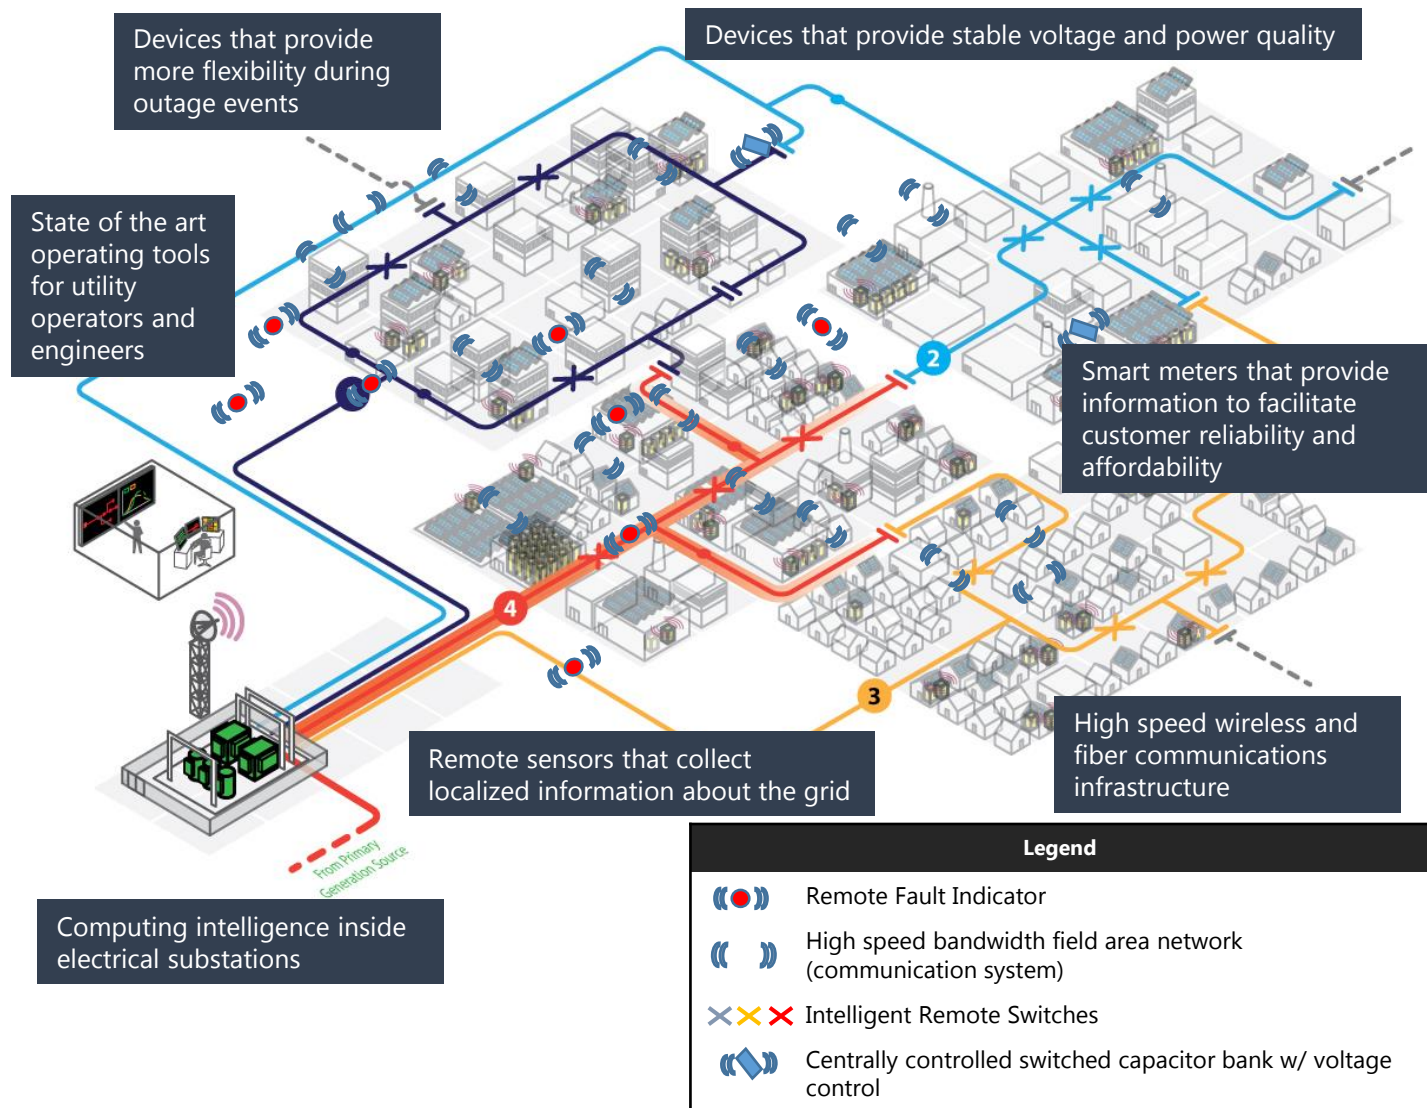 Devices that provide
more flexibility during
outage events
Devices that provide stable voltage and power quality
State of the art
operating tools
for utility
operators and
engineers
2
Smart meters that provide
information to facilitate
customer reliability and
affordability
4
3
High speed wireless and
fiber communications
infrastructure
Remote sensors that collect
localized information about the grid
From Primary
Generation Source
Computing intelligence inside
electrical substations
Legend
Remote Fault Indicator
High speed bandwidth field area network
(communication system)
Intelligent Remote Switches
Centrally controlled switched capacitor bank w/ voltage
control